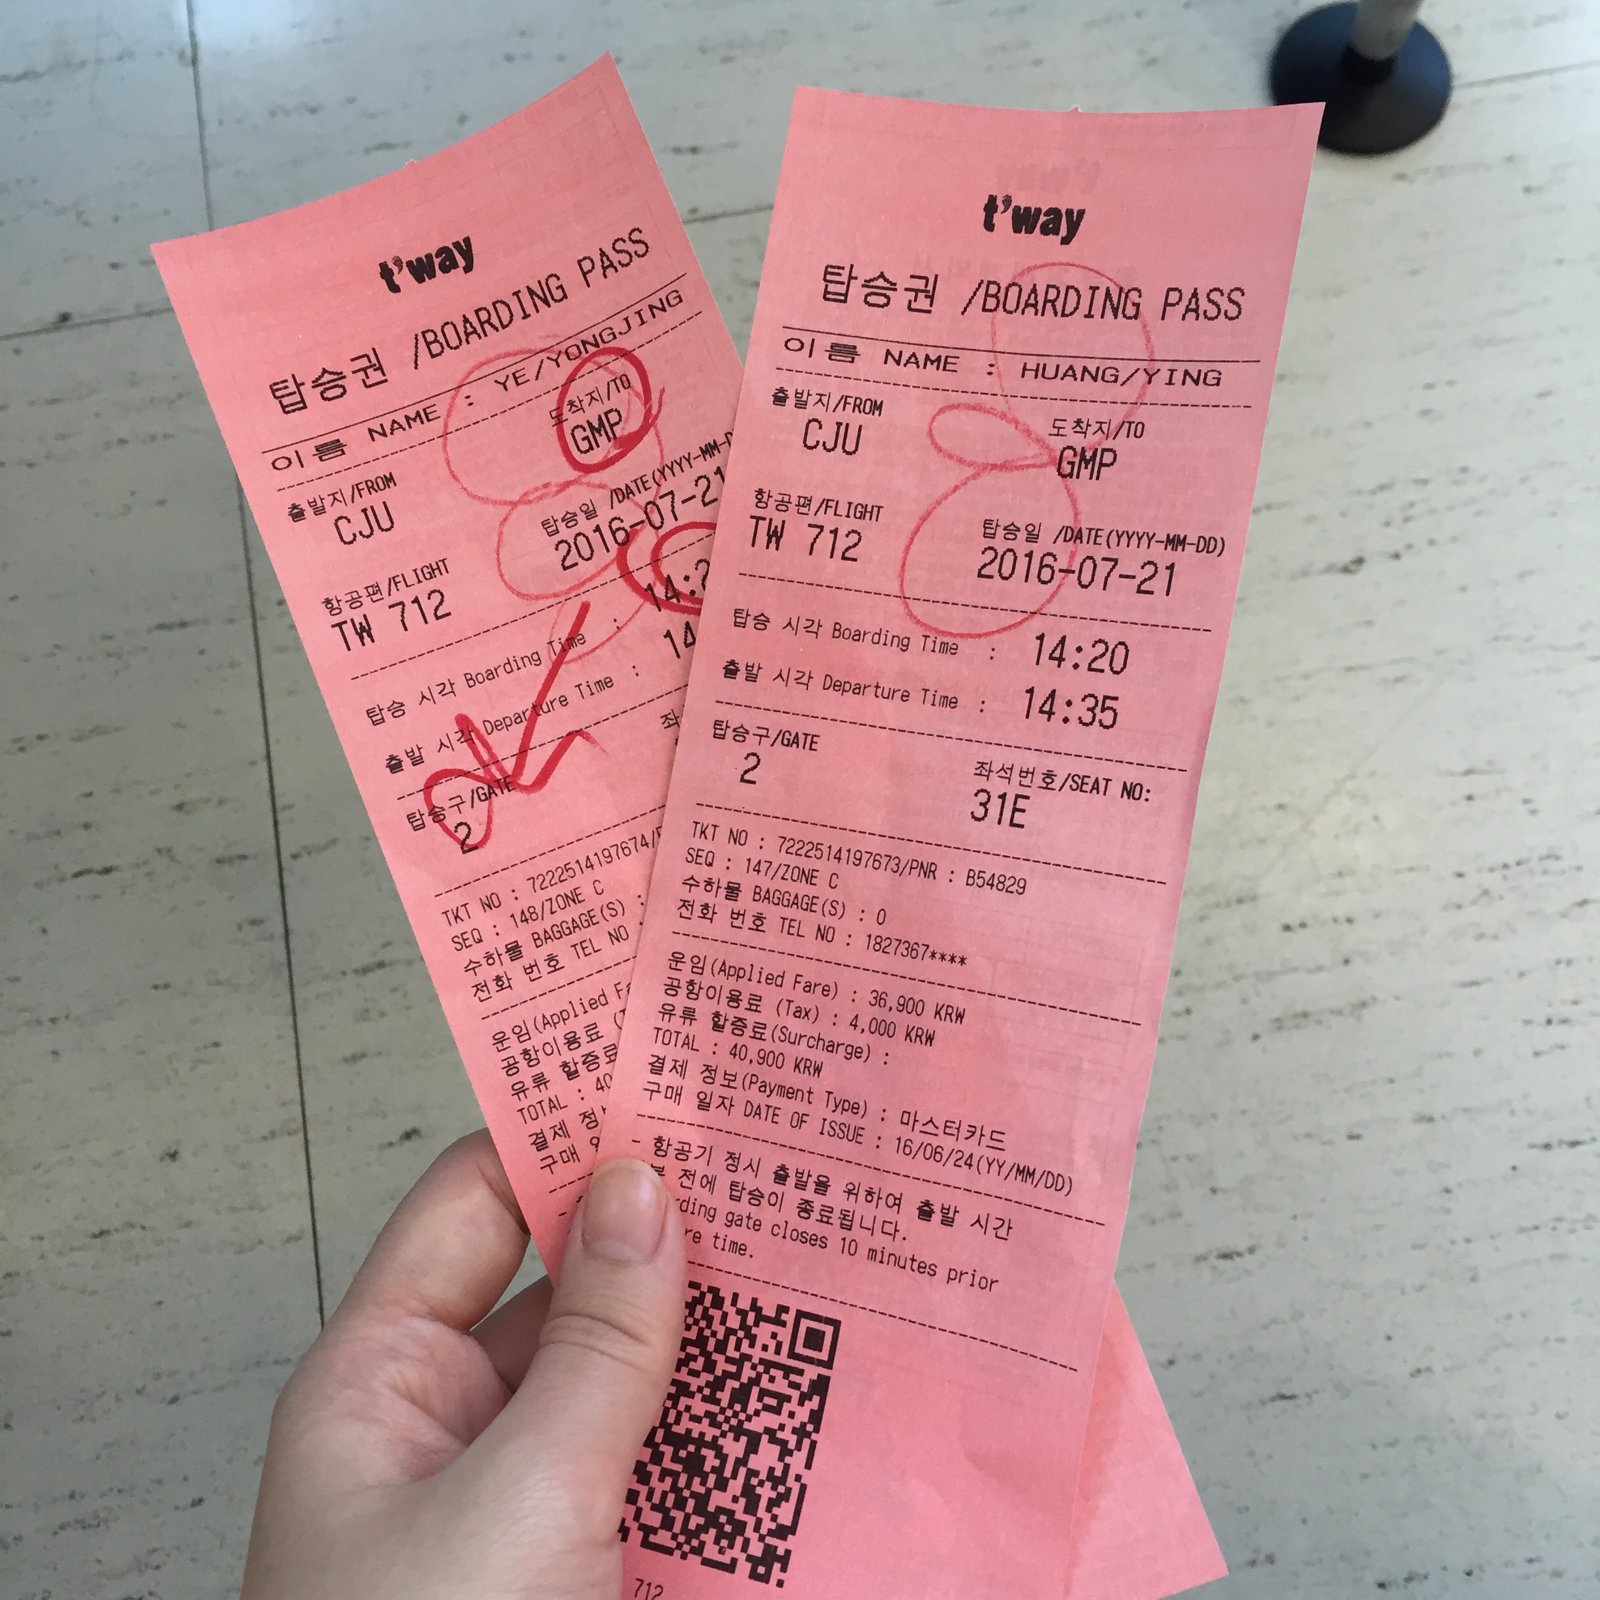 t'way
탑승권 /BOARDING PASS
이름 NAME : YE/YONGJING
출발지/FROM 도착지/TO
CJU GMP
항공편/FLIGHT 탑승일 /DATE(YYYY-MM-D
TW 712 2016-07-21
탑승 시각 Boarding Time : 14:2
출발 시각 Departure Time : 14
탑승구/GATE 좌
2
TKT NO : 7222514197674/
SEQ : 148/ZONE C
수하물 BAGGAGE(S) :
전화 번호 TEL NO :
운임(Applied Fa
공항이용료
유류 할증료
TOTAL : 40
결제 정
구매
t'way
탑승권 /BOARDING PASS
이름 NAME : HUANG/YING
출발지/FROM 도착지/TO
CJU GMP
항공편/FLIGHT 탑승일 /DATE(YYYY-MM-DD)
TW 712 2016-07-21
탑승 시각 Boarding Time : 14:20
출발 시각 Departure Time : 14:35
탑승구/GATE 좌석번호/SEAT NO:
2 31E
TKT NO : 7222514197673/PNR : B54829
SEQ : 147/ZONE C
수하물 BAGGAGE(S) : 0
전화 번호 TEL NO : 1827367****
운임(Applied Fare) : 36,900 KRW
공항이용료 (Tax) : 4,000 KRW
유류 할증료(Surcharge) :
TOTAL : 40,900 KRW
결제 정보(Payment Type) : 마스터카드
구매 일자 DATE OF ISSUE : 16/06/24(YY/MM/DD)
- 항공기 정시 출발을 위하여 출발 시간
분 전에 탑승이 종료됩니다.
rding gate closes 10 minutes prior
re time.
712